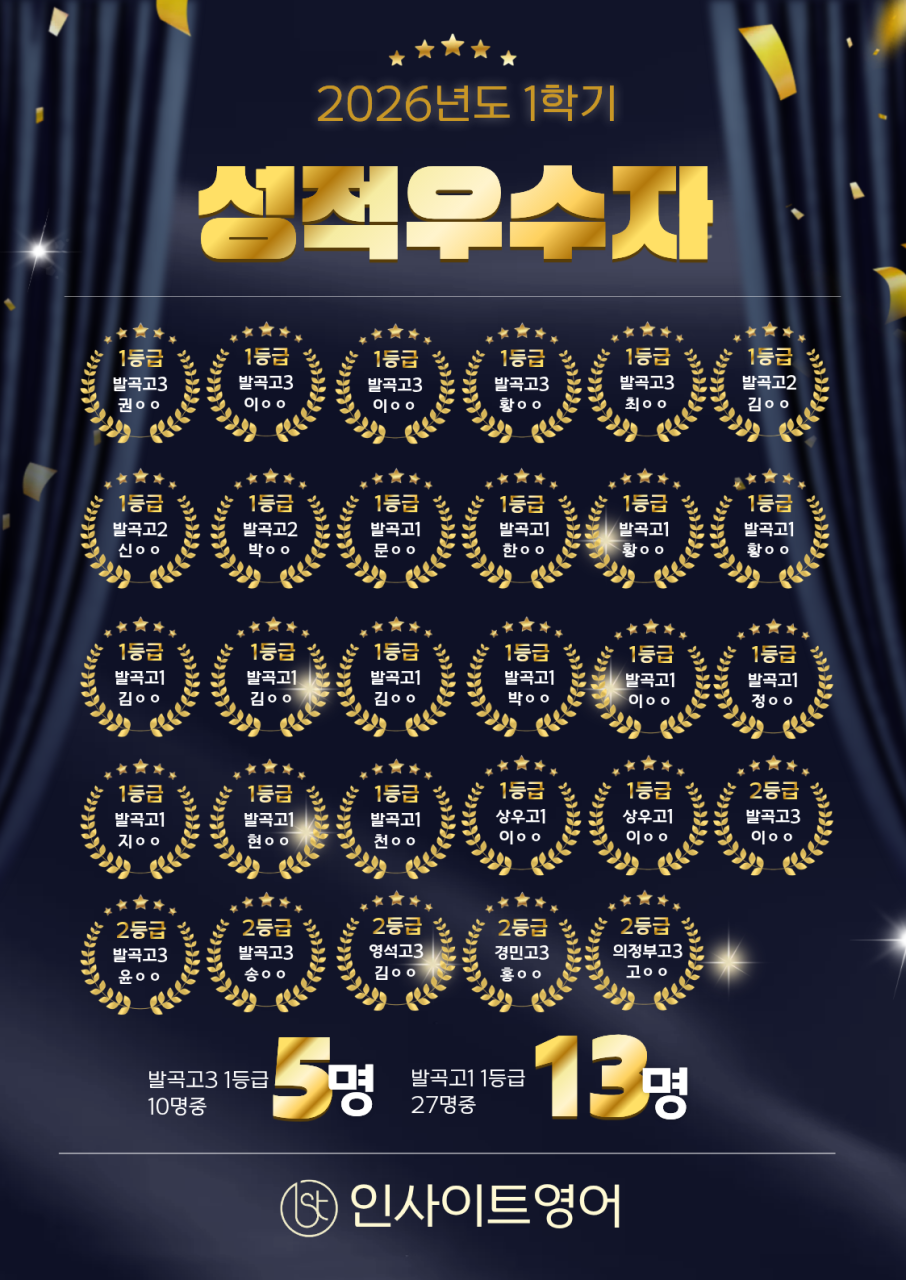 2026년도 1학기
성적우수자
1등급
발곡고3
권ㅇㅇ
1등급
발곡고3
이ㅇㅇ
1등급
발곡고3
이ㅇㅇ
1등급
발곡고3
황ㅇㅇ
1등급
발곡고3
최ㅇㅇ
1등급
발곡고2
김ㅇㅇ
1등급
발곡고2
신ㅇㅇ
1등급
발곡고2
박ㅇㅇ
1등급
발곡고1
문ㅇㅇ
1등급
발곡고1
한ㅇㅇ
1등급
발곡고1
황ㅇㅇ
1등급
발곡고1
황ㅇㅇ
1등급
발곡고1
김ㅇㅇ
1등급
발곡고1
김ㅇㅇ
1등급
발곡고1
김ㅇㅇ
1등급
발곡고1
박ㅇㅇ
1등급
발곡고1
이ㅇㅇ
1등급
발곡고1
정ㅇㅇ
1등급
발곡고1
지ㅇㅇ
1등급
발곡고1
현ㅇㅇ
1등급
발곡고1
천ㅇㅇ
1등급
상우고1
이ㅇㅇ
1등급
상우고1
이ㅇㅇ
2등급
발곡고3
이ㅇㅇ
2등급
발곡고3
윤ㅇㅇ
2등급
발곡고3
송ㅇㅇ
2등급
영석고3
김ㅇㅇ
2등급
경민고3
홍ㅇㅇ
2등급
의정부고3
고ㅇㅇ
발곡고3 1등급
10명중
5명
발곡고1 1등급
27명중
13명
ist 인사이트영어